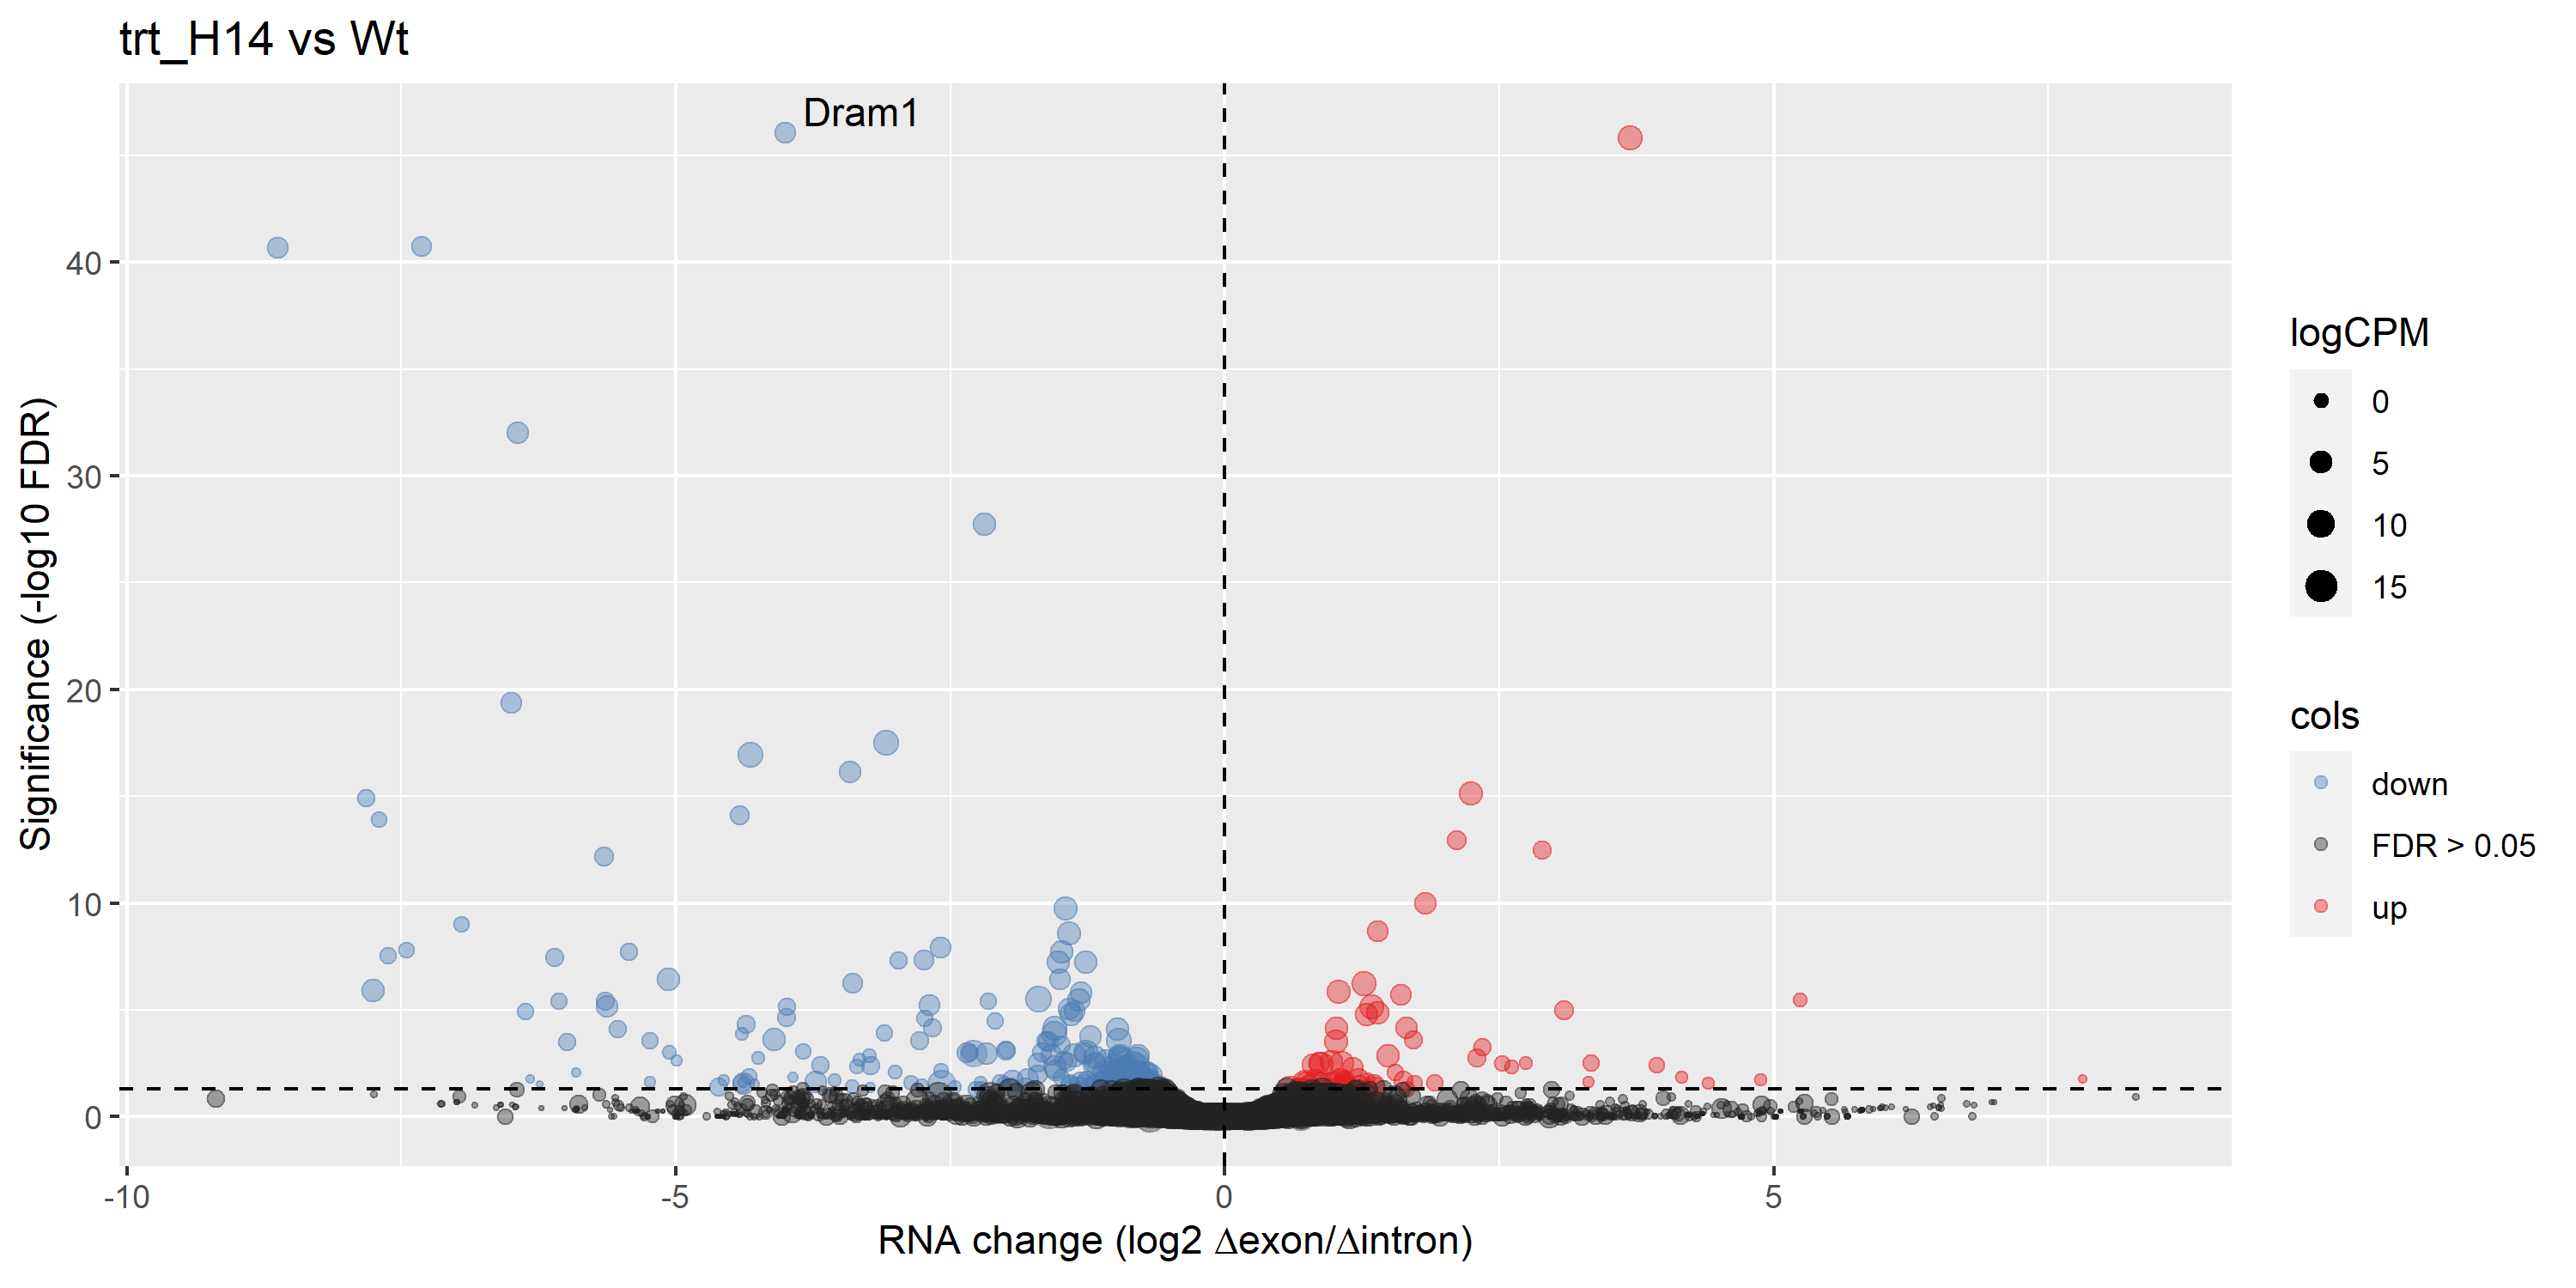 trt_H14 vs Wt
Dram1
Significance (-log10 FDR)
40
30
20
10
0
-10
-5
0
5
RNA change (log2 Δexon/Δintron)
logCPM
0
5
10
15
cols
down
FDR > 0.05
up